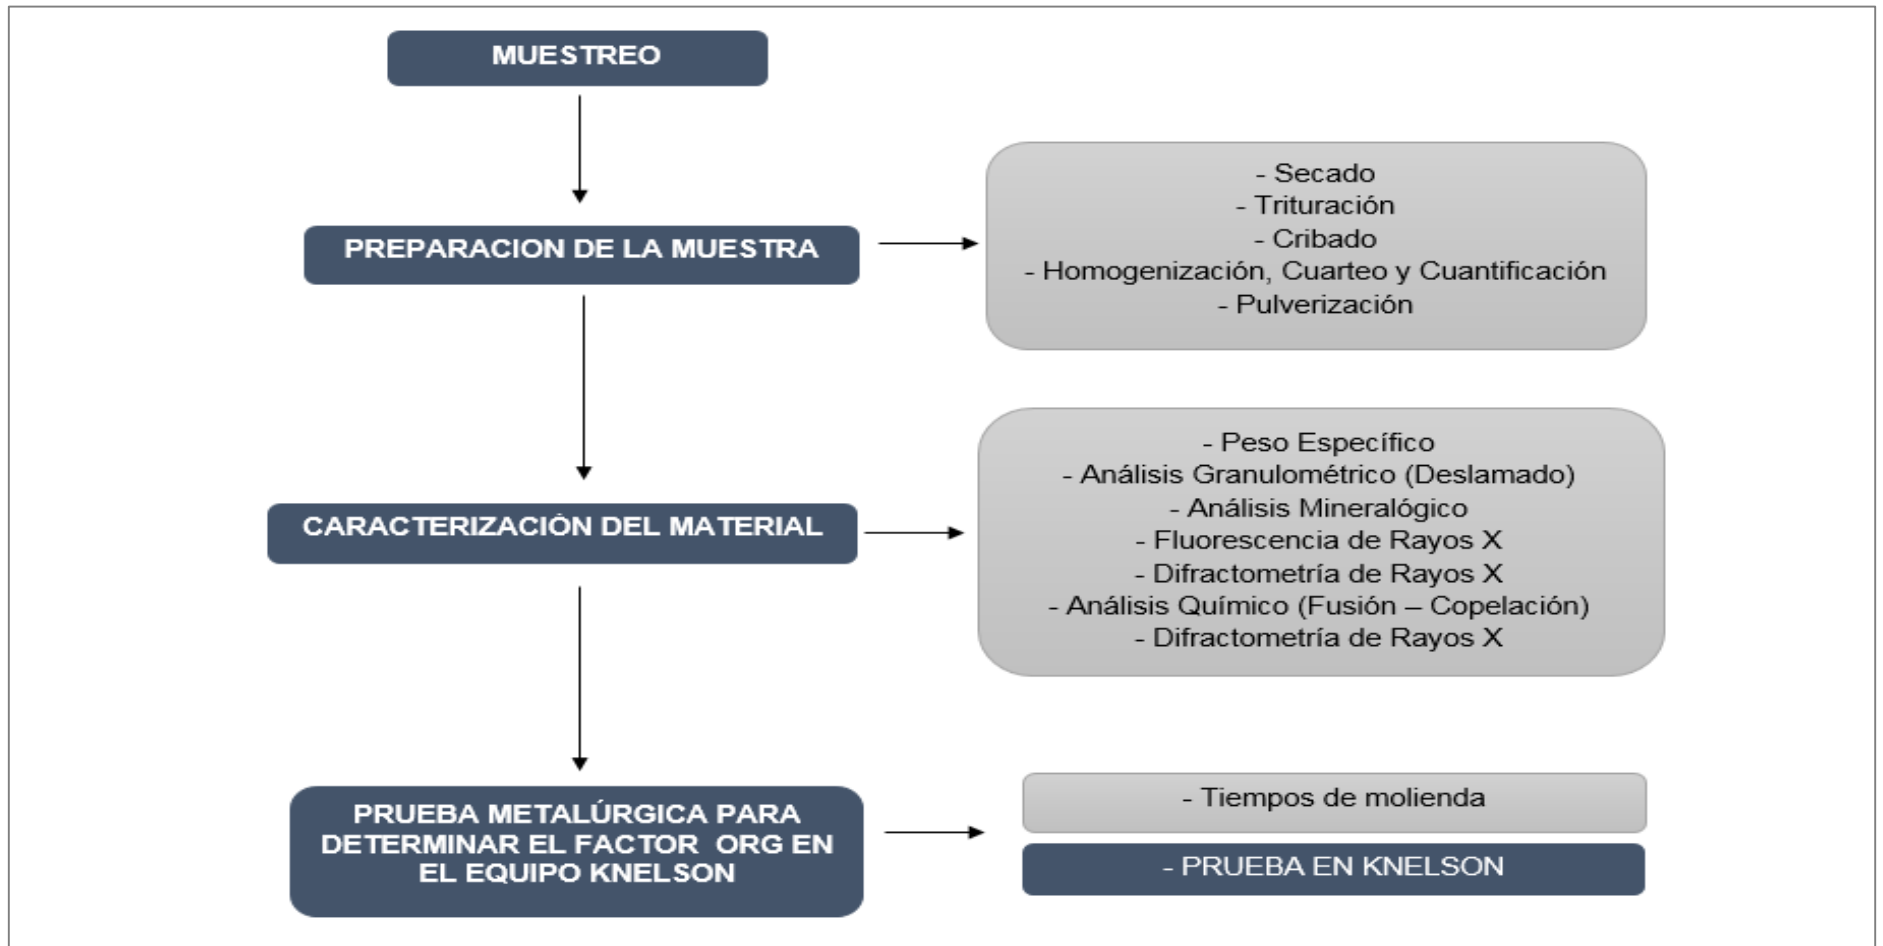 MUESTREO
PREPARACION DE LA MUESTRA
- Secado
- Trituración
- Cribado
- Homogenización, Cuarteo y Cuantificación
- Pulverización
CARACTERIZACIÓN DEL MATERIAL
- Peso Específico
- Análisis Granulométrico (Deslamado)
- Análisis Mineralógico
- Fluorescencia de Rayos X
- Difractometría de Rayos X
- Análisis Químico (Fusión – Copelación)
- Difractometría de Rayos X
PRUEBA METALÚRGICA PARA
DETERMINAR EL FACTOR ORG EN
EL EQUIPO KNELSON
- Tiempos de molienda
- PRUEBA EN KNELSON